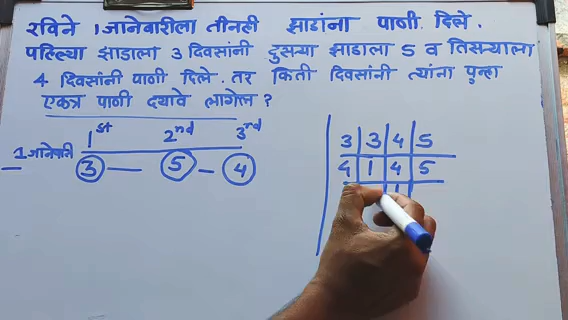 रविने 1 जानेवारीला तीनही झाडांना पाणी दिले.
पहिल्या झाडाला 3 दिवसांनी दुसऱ्या झाडाला 5 व तिसऱ्याला
4 दिवसांनी पाणी दिले. तर किती दिवसांनी त्यांना पुन्हा
एकत्र पाणी दयावे लागेल?
1st 2nd 3rd
1 जानेवारी 3 — 5 – 4
3 3 4 5
4 1 4 5
1